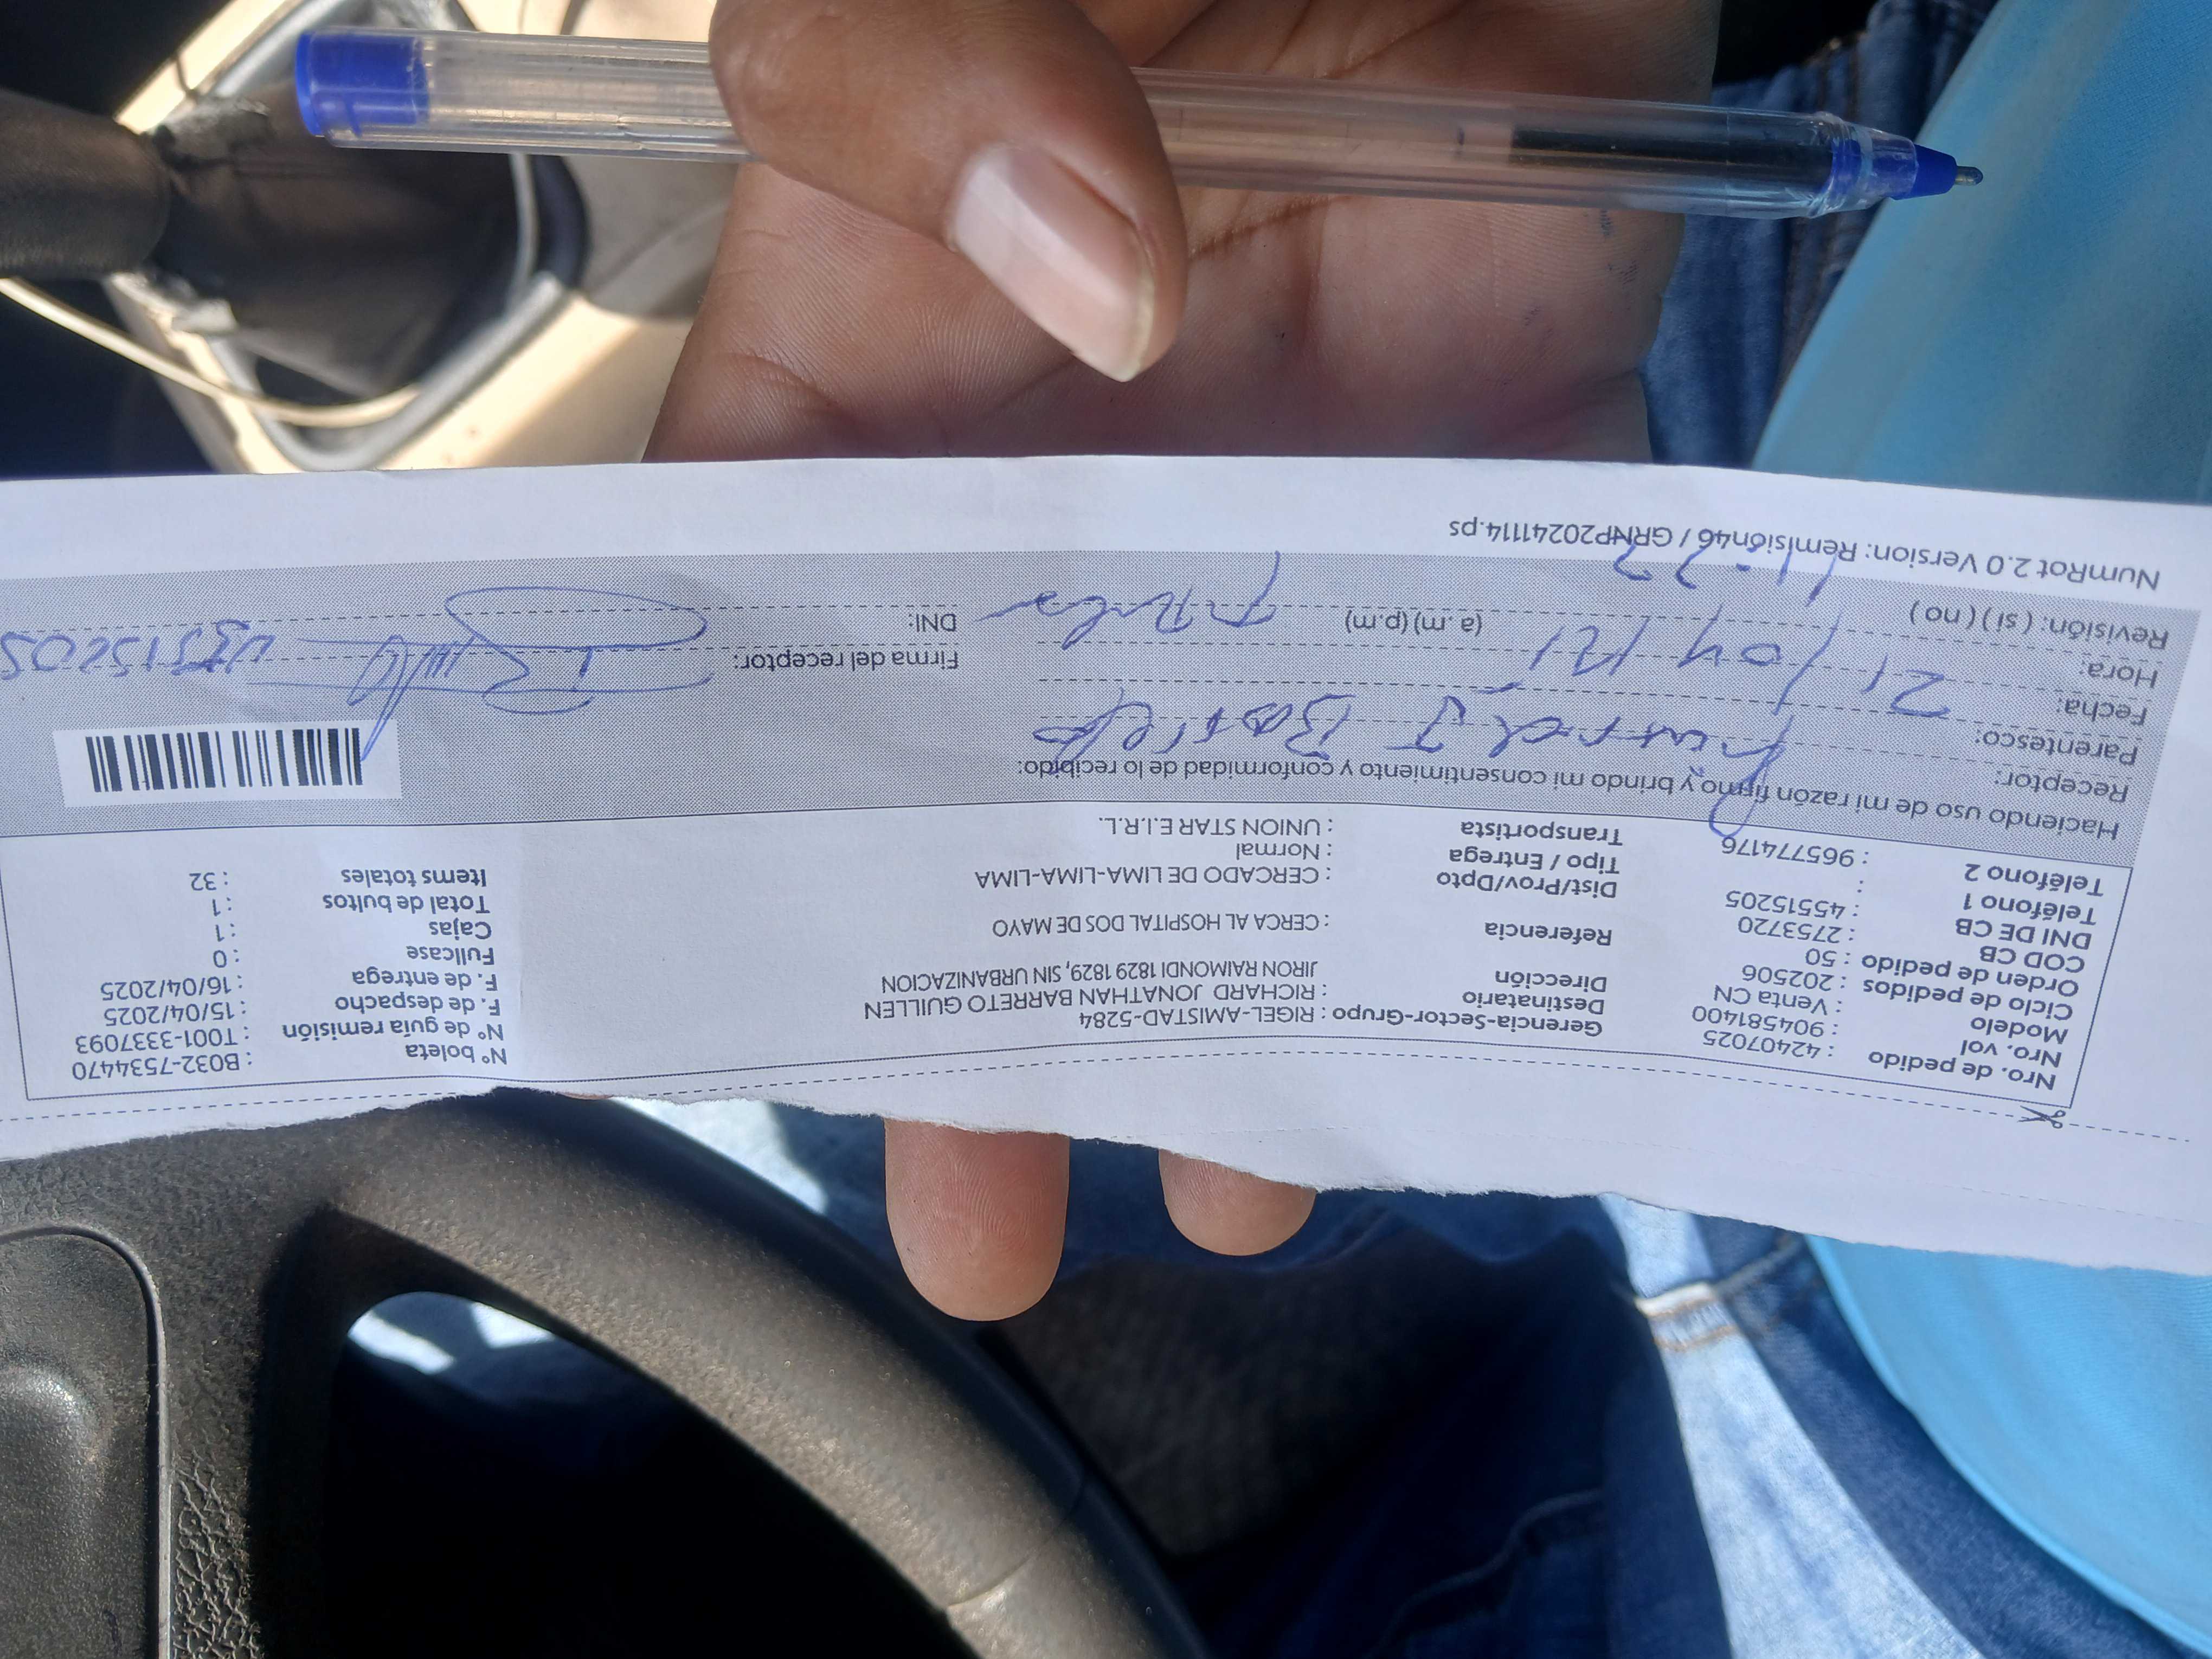 Nro. de pedido : 42407025
Nro. vol : 904581400
Modelo : Venta CN
Ciclo de pedidos : 202506
Orden de pedido : 50
COD CB : 2753720
DNI DE CB : 45515205
Teléfono 1 :
Teléfono 2 : 965774176
Gerencia-Sector-Grupo : RIGEL-AMISTAD-5284
Destinatario : RICHARD JONATHAN BARRETO GUILLEN
Dirección JIRON RAIMONDI 1829 1829, SIN URBANIZACION
Referencia : CERCA AL HOSPITAL DOS DE MAYO
Dist/Prov/Dpto : CERCADO DE LIMA-LIMA-LIMA
Tipo / Entrega : Normal
Transportista : UNION STAR E.I.R.L.
N° boleta : B032-7534470
N° de guía remisión : T001-3337093
F. de despacho : 15/04/2025
F. de entrega : 16/04/2025
Fullcase : 0
Cajas : 1
Total de bultos : 1
Items totales : 32
Haciendo uso de mi razón firmo y brindo mi consentimiento y conformidad de lo recibido:
Receptor:
Parentesco:
Fecha: 21/04
Hora: (a.m) (p.m)
Revisión: ( si ) ( no )
Firma del receptor:
DNI: 45515205
NumRot 2.0 Version: Remisión46 / GRNP20241114.ps